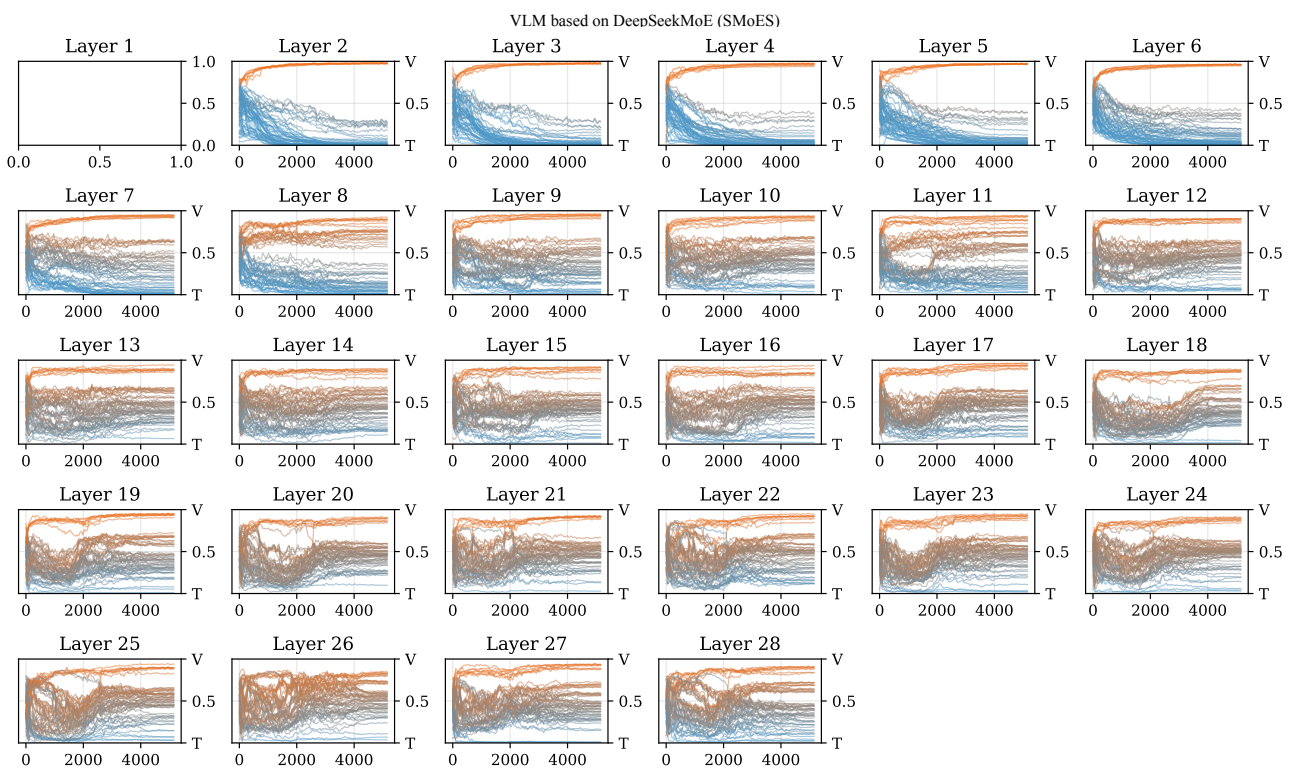 VLM based on DeepSeekMoE (SMoES)
Layer 1 Layer 2 Layer 3 Layer 4 Layer 5 Layer 6
1.0 V V V V V
0.5 0.5 0.5 0.5 0.5 0.5
0.0 T T T T T
0.0 0.5 1.0 0 2000 4000 0 2000 4000 0 2000 4000 0 2000 4000 0 2000 4000
Layer 7 Layer 8 Layer 9 Layer 10 Layer 11 Layer 12
V V V V V V
0.5 0.5 0.5 0.5 0.5 0.5
T T T T T T
0 2000 4000 0 2000 4000 0 2000 4000 0 2000 4000 0 2000 4000 0 2000 4000
Layer 13 Layer 14 Layer 15 Layer 16 Layer 17 Layer 18
V V V V V V
0.5 0.5 0.5 0.5 0.5 0.5
T T T T T T
0 2000 4000 0 2000 4000 0 2000 4000 0 2000 4000 0 2000 4000 0 2000 4000
Layer 19 Layer 20 Layer 21 Layer 22 Layer 23 Layer 24
V V V V V V
0.5 0.5 0.5 0.5 0.5 0.5
T T T T T T
0 2000 4000 0 2000 4000 0 2000 4000 0 2000 4000 0 2000 4000 0 2000 4000
Layer 25 Layer 26 Layer 27 Layer 28
V V V V
0.5 0.5 0.5 0.5
T T T T
0 2000 4000 0 2000 4000 0 2000 4000 0 2000 4000